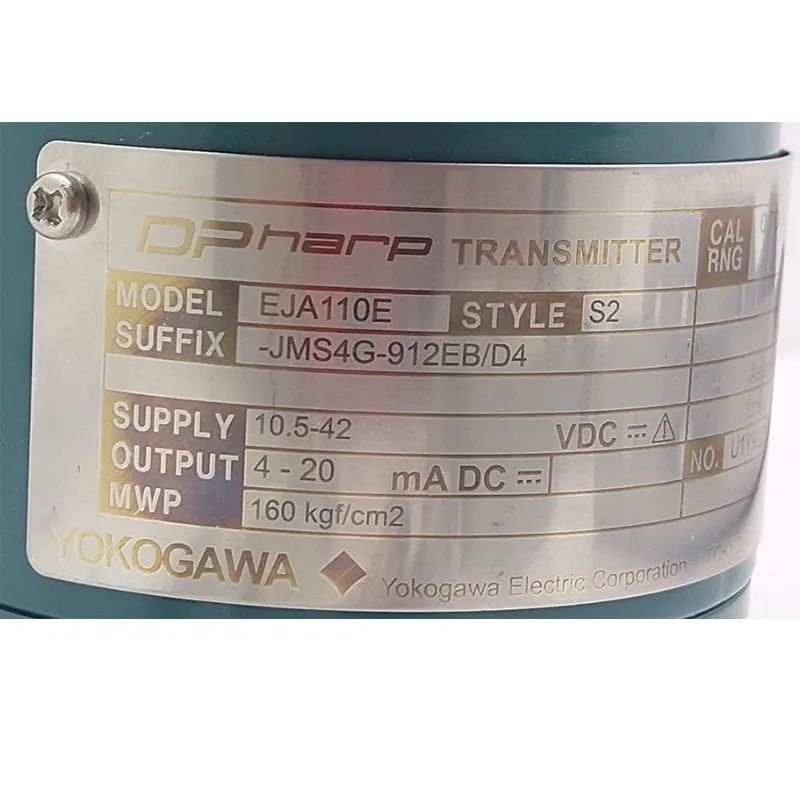 DPharp TRANSMITTER CAL RNG
MODEL EJA110E STYLE S2
SUFFIX -JMS4G-912EB/D4
SUPPLY 10.5-42 VDC ⎓ ⚠
OUTPUT 4 - 20 mA DC ⎓ NO.
MWP 160 kgf/cm2
YOKOGAWA Yokogawa Electric Corporation